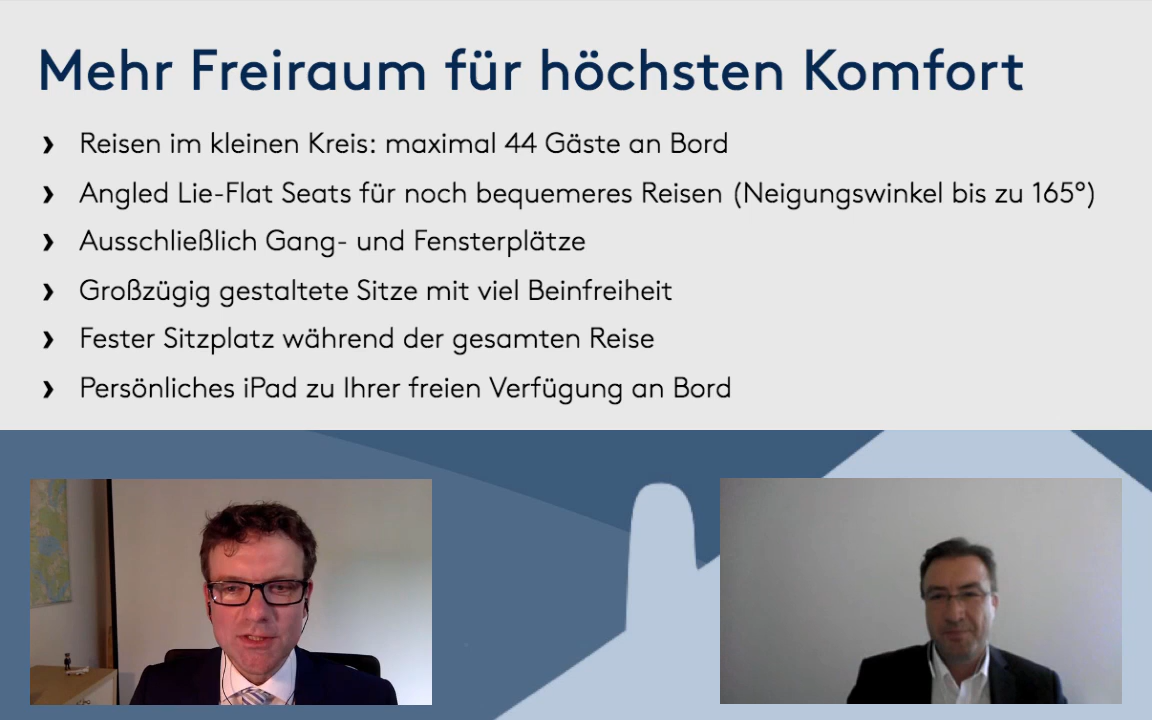 Mehr Freiraum für höchsten Komfort
› Reisen im kleinen Kreis: maximal 44 Gäste an Bord
› Angled Lie-Flat Seats für noch bequemeres Reisen (Neigungswinkel bis zu 165°)
› Ausschließlich Gang- und Fensterplätze
› Großzügig gestaltete Sitze mit viel Beinfreiheit
› Fester Sitzplatz während der gesamten Reise
› Persönliches iPad zu Ihrer freien Verfügung an Bord